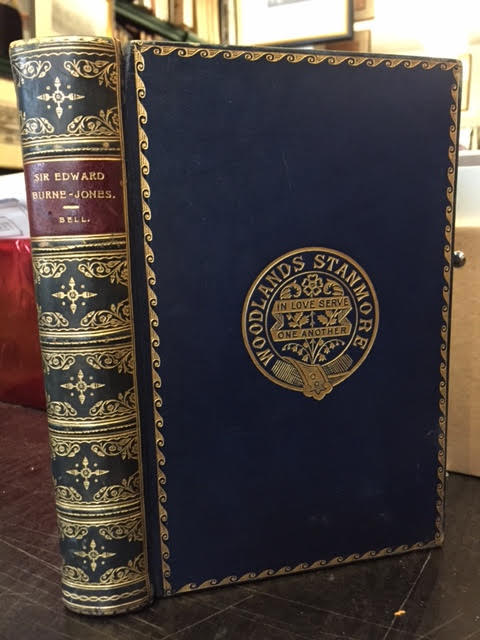 SIR EDWARD
BURNE-JONES.
BELL.
WOODLANDS STANMORE
IN LOVE SERVE
ONE ANOTHER